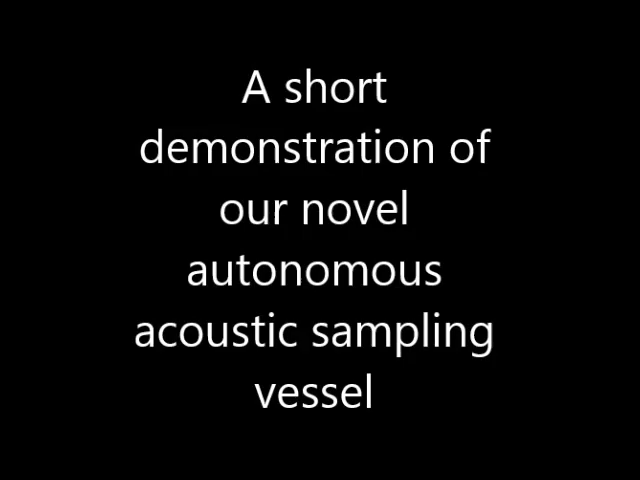 A short
demonstration of
our novel
autonomous
acoustic sampling
vessel